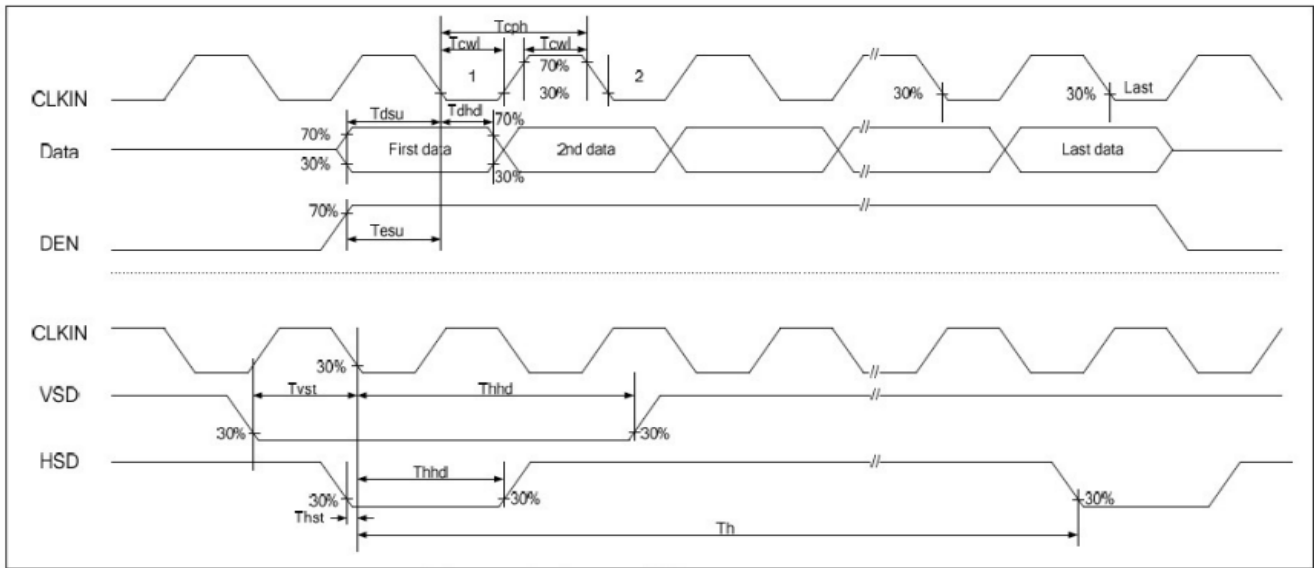 Tcph
Tcwl Tcwl
CLKIN 1 70% 2 30% 30% 30% Last
//
Tdsu Tdhd
Data 70% 30% First data 70% 30% 2nd data // // Last data
DEN 70% Tesu //
CLKIN 30% //
VSD 30% Tvst Thhd 30% //
HSD 30% Thhd 30% // 30%
Thst
Th